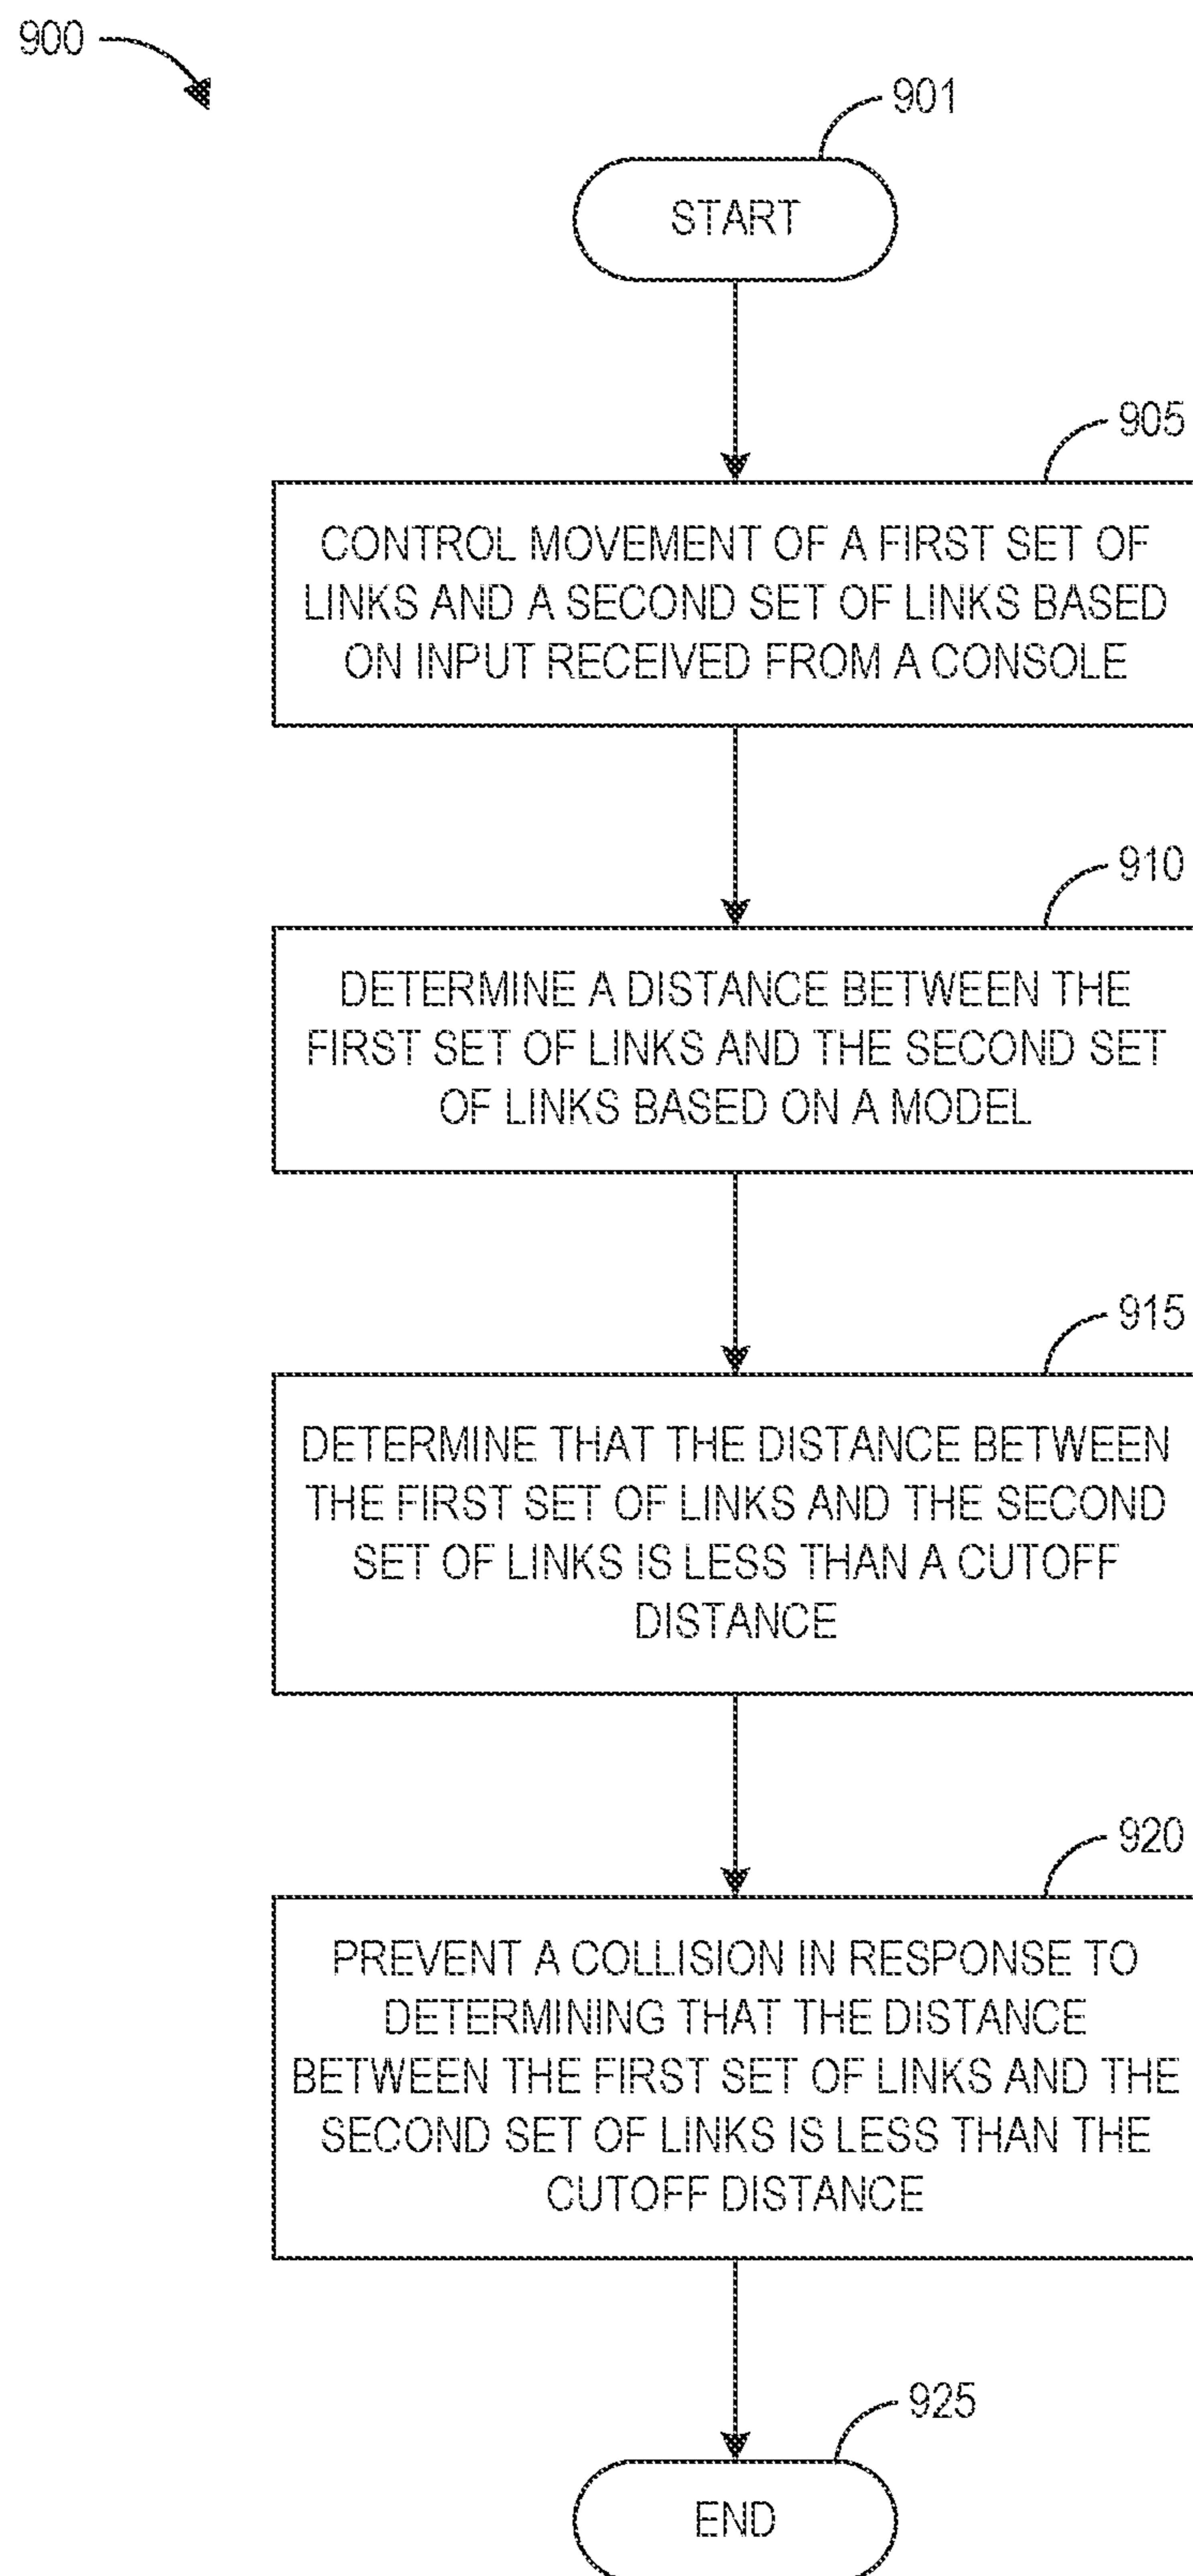 900
901
START
905
CONTROL MOVEMENT OF A FIRST SET OF
LINKS AND A SECOND SET OF LINKS BASED
ON INPUT RECEIVED FROM A CONSOLE
910
DETERMINE A DISTANCE BETWEEN THE
FIRST SET OF LINKS AND THE SECOND SET
OF LINKS BASED ON A MODEL
915
DETERMINE THAT THE DISTANCE BETWEEN
THE FIRST SET OF LINKS AND THE SECOND
SET OF LINKS IS LESS THAN A CUTOFF
DISTANCE
920
PREVENT A COLLISION IN RESPONSE TO
DETERMINING THAT THE DISTANCE
BETWEEN THE FIRST SET OF LINKS AND THE
SECOND SET OF LINKS IS LESS THAN THE
CUTOFF DISTANCE
925
END